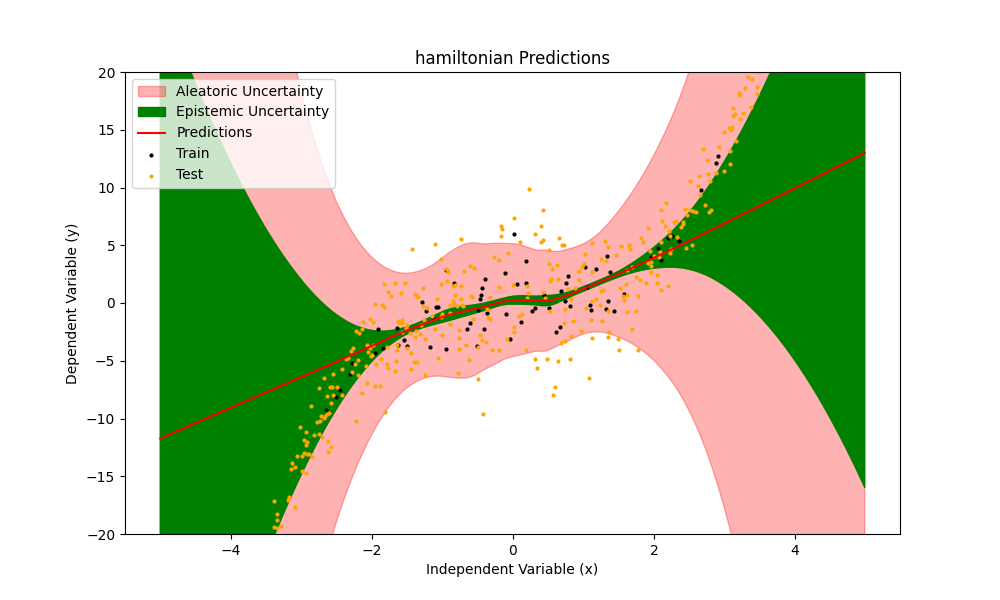 hamiltonian Predictions
Dependent Variable (y)
20
15
10
5
0
−5
−10
−15
−20
Aleatoric Uncertainty
Epistemic Uncertainty
Predictions
Train
Test
−4
−2
0
2
4
Independent Variable (x)